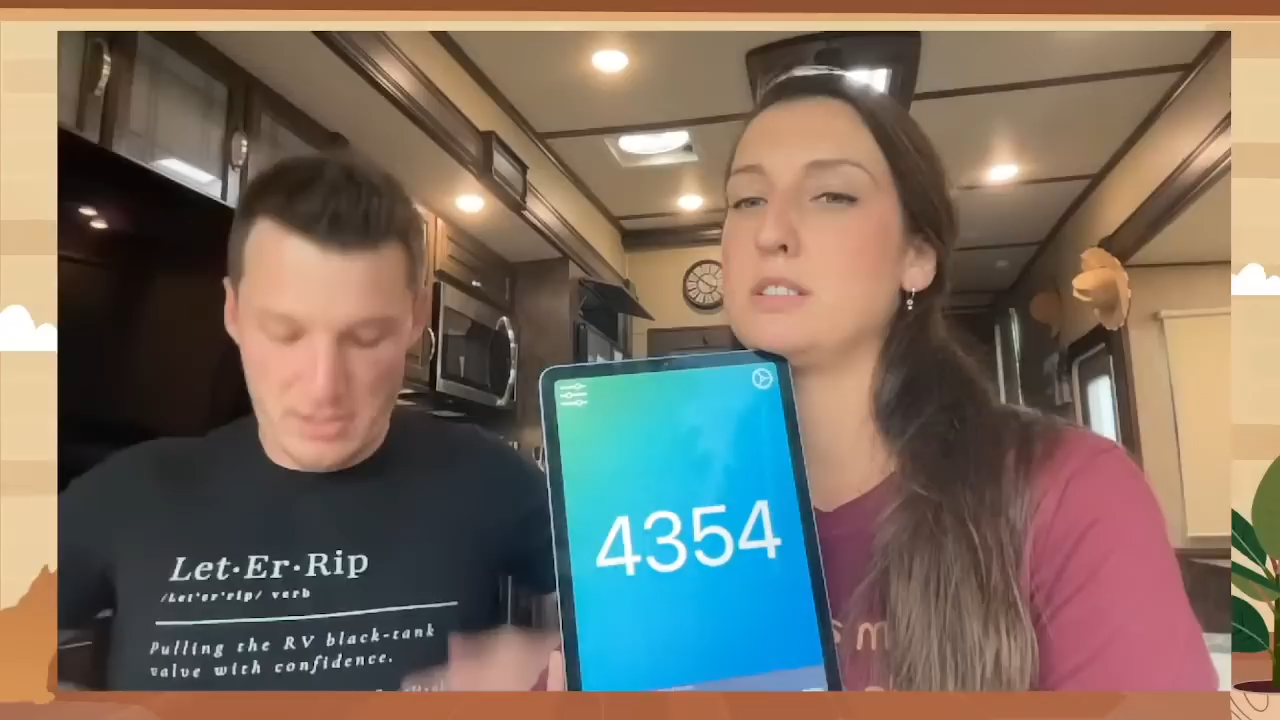 Let·Er·Rip
/Let'er'rip/ verb
Pulling the RV black-tank
valve with confidence.
4354